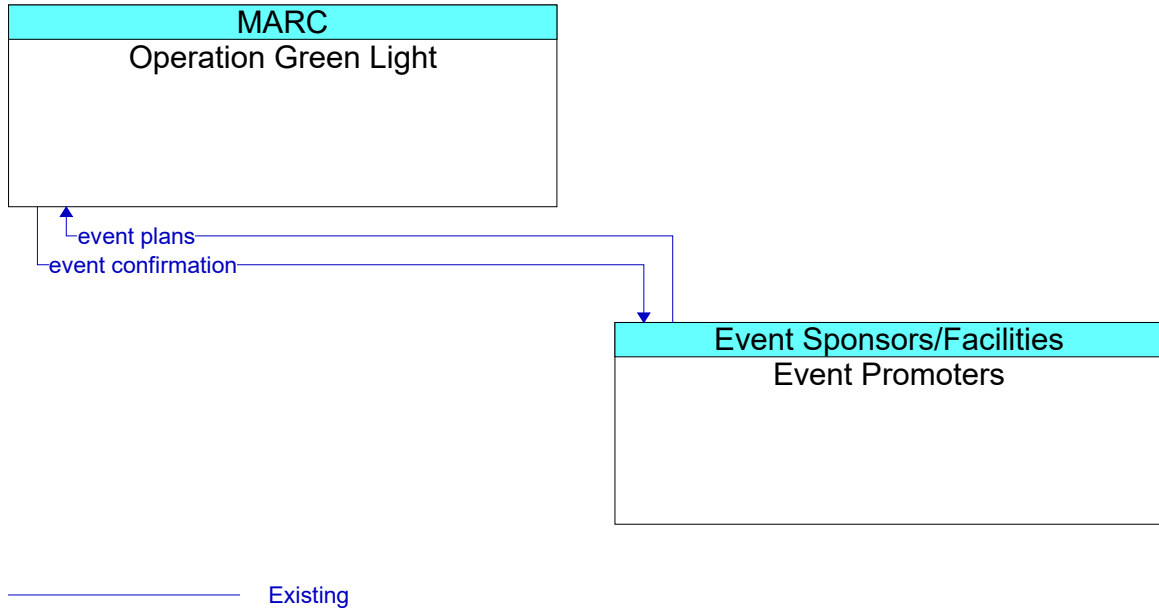 MARC
Operation Green Light
event plans
event confirmation
Event Sponsors/Facilities
Event Promoters
Existing